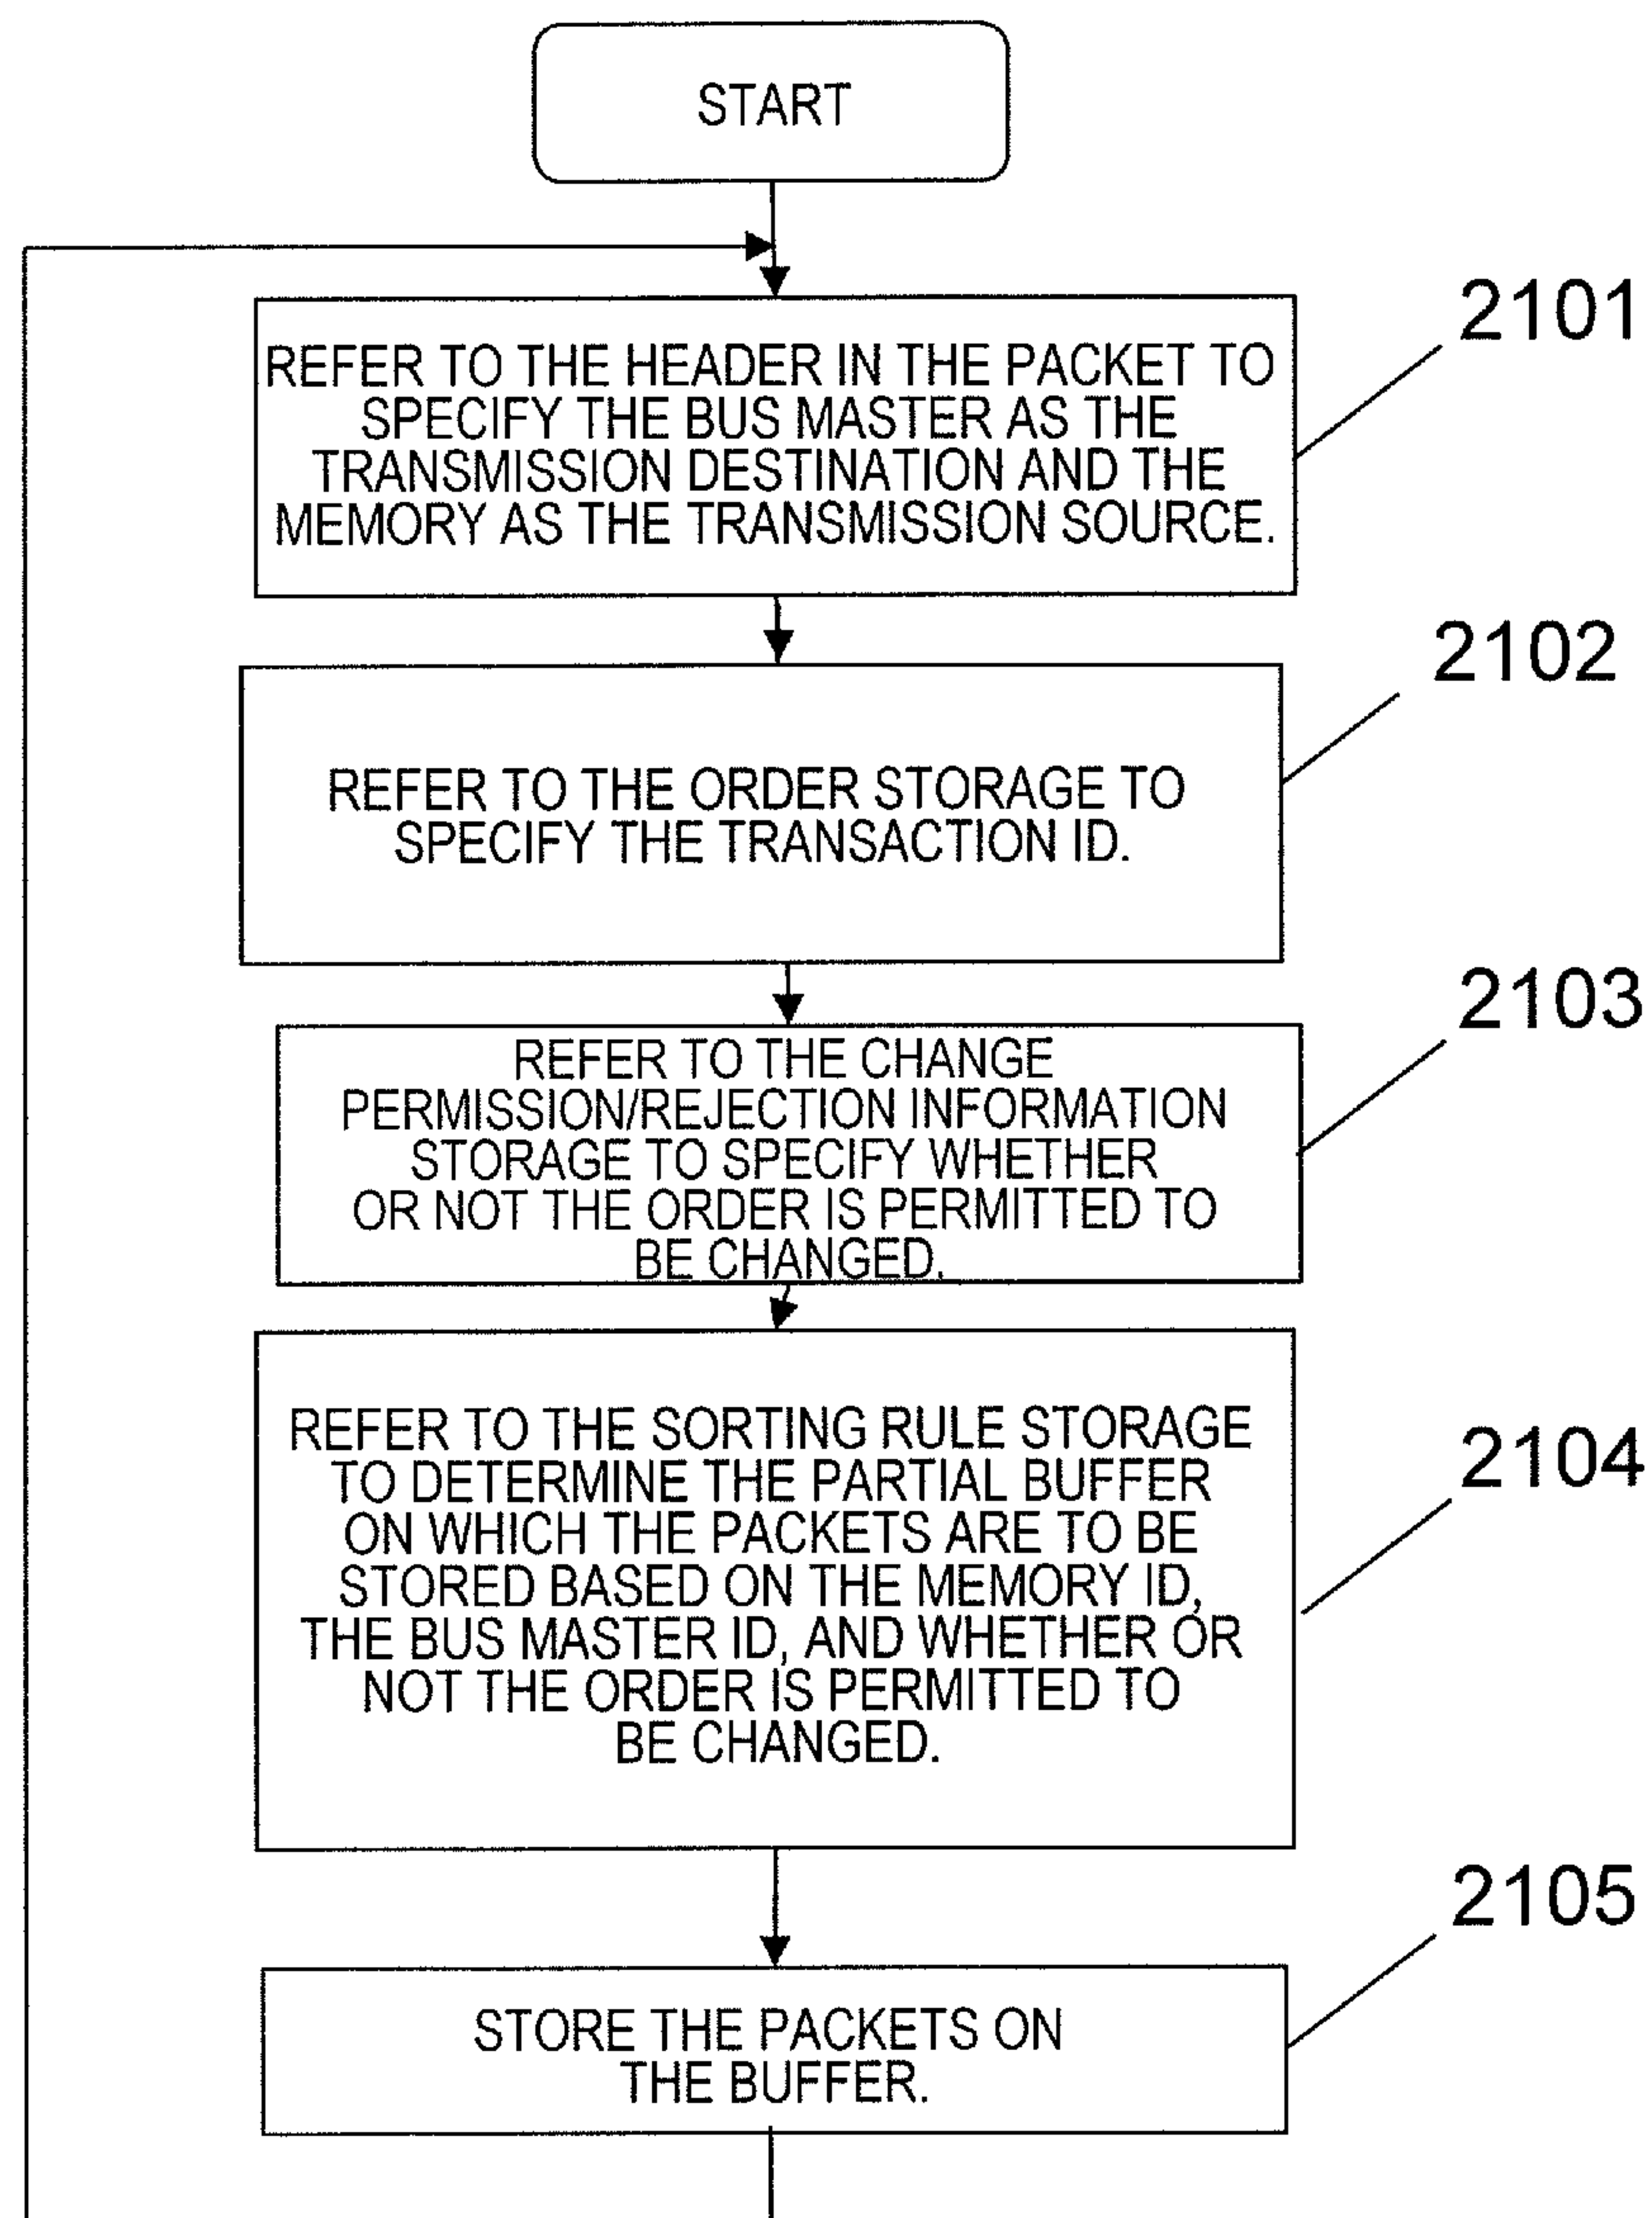 START
2101
REFER TO THE HEADER IN THE PACKET TO
SPECIFY THE BUS MASTER AS THE
TRANSMISSION DESTINATION AND THE
MEMORY AS THE TRANSMISSION SOURCE.
2102
REFER TO THE ORDER STORAGE TO
SPECIFY THE TRANSACTION ID.
2103
REFER TO THE CHANGE
PERMISSION/REJECTION INFORMATION
STORAGE TO SPECIFY WHETHER
OR NOT THE ORDER IS PERMITTED TO
BE CHANGED.
2104
REFER TO THE SORTING RULE STORAGE
TO DETERMINE THE PARTIAL BUFFER
ON WHICH THE PACKETS ARE TO BE
STORED BASED ON THE MEMORY ID,
THE BUS MASTER ID, AND WHETHER OR
NOT THE ORDER IS PERMITTED TO
BE CHANGED.
2105
STORE THE PACKETS ON
THE BUFFER.